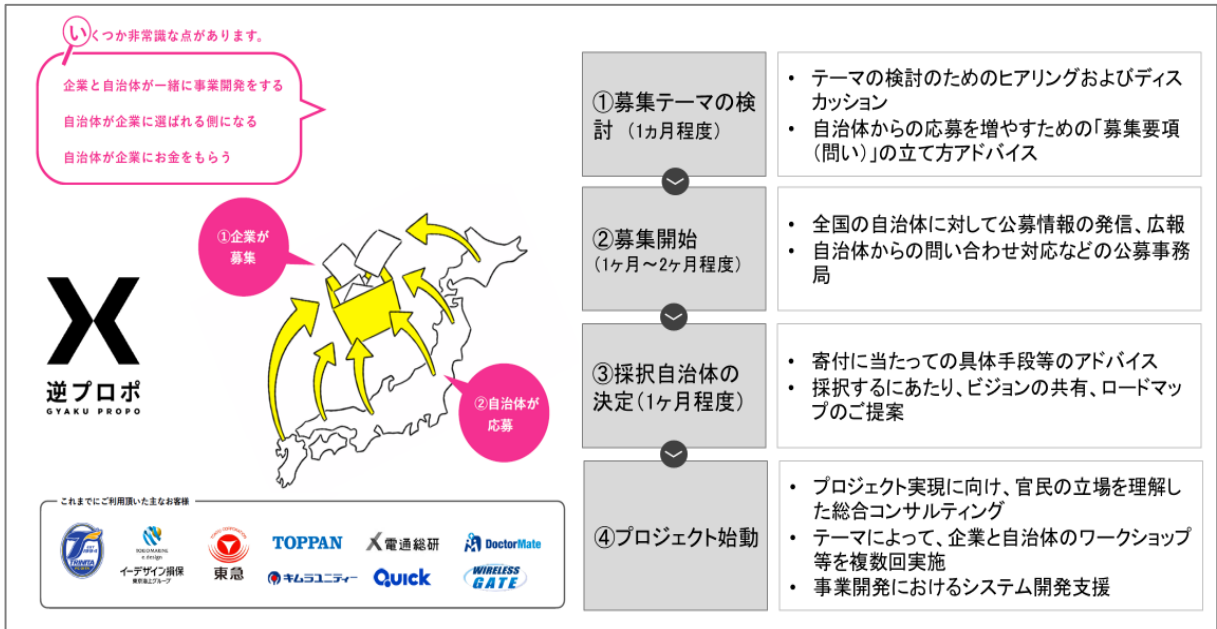 いくつか非常識な点があります。
企業と自治体が一緒に事業開発をする
自治体が企業に選ばれる側になる
自治体が企業にお金をもらう
①企業が
募集
②自治体が
応募
逆プロポ
GYAKU PROPO
これまでにご利用頂いた主なお客様
TRINITA
イーデザイン損保
東京海上グループ
東急
TOPPAN
電通総研
DoctorMate
キムラユニティー
QUICK
WIRELESS
GATE
①募集テーマの検
討（1ヵ月程度）
・ テーマの検討のためのヒアリングおよびディス
カッション
・ 自治体からの応募を増やすための「募集要項
（問い）」の立て方アドバイス
②募集開始
（1ヶ月～2ヶ月程度）
・ 全国の自治体に対して公募情報の発信、広報
・ 自治体からの問い合わせ対応などの公募事務
局
③採択自治体の
決定（1ヶ月程度）
・ 寄付に当たっての具体手段等のアドバイス
・ 採択するにあたり、ビジョンの共有、ロードマッ
プのご提案
④プロジェクト始動
・ プロジェクト実現に向け、官民の立場を理解し
た総合コンサルティング
・ テーマによって、企業と自治体のワークショップ
等を複数回実施
・ 事業開発におけるシステム開発支援